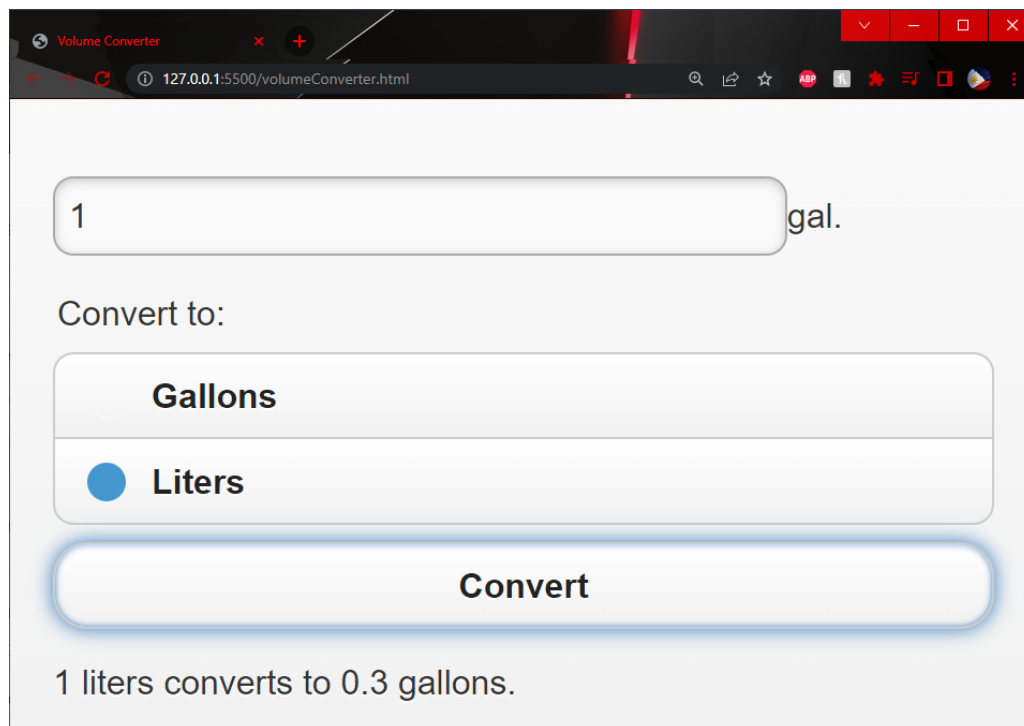 Volume Converter
127.0.0.1:5500/volumeConverter.html
ABP
1 gal.
Convert to:
Gallons
Liters
Convert
1 liters converts to 0.3 gallons.